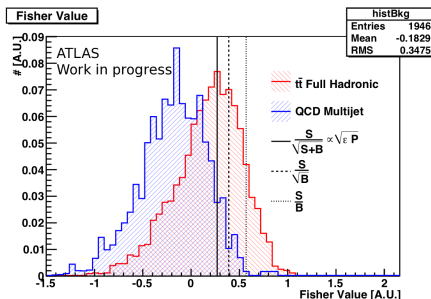 Fisher Value
histBkg
Entries 1946
Mean -0.1829
RMS 0.3475
# [A.U.]
0.09
0.08
0.07
0.06
0.05
0.04
0.03
0.02
0.01
0
ATLAS
Work in progress
tt̄ Full Hadronic
QCD Multijet
S/√S+B ∝√ε P
S/√B
S/B
-1.5 -1 -0.5 0 0.5 1 1.5 2
Fisher Value [A.U.]